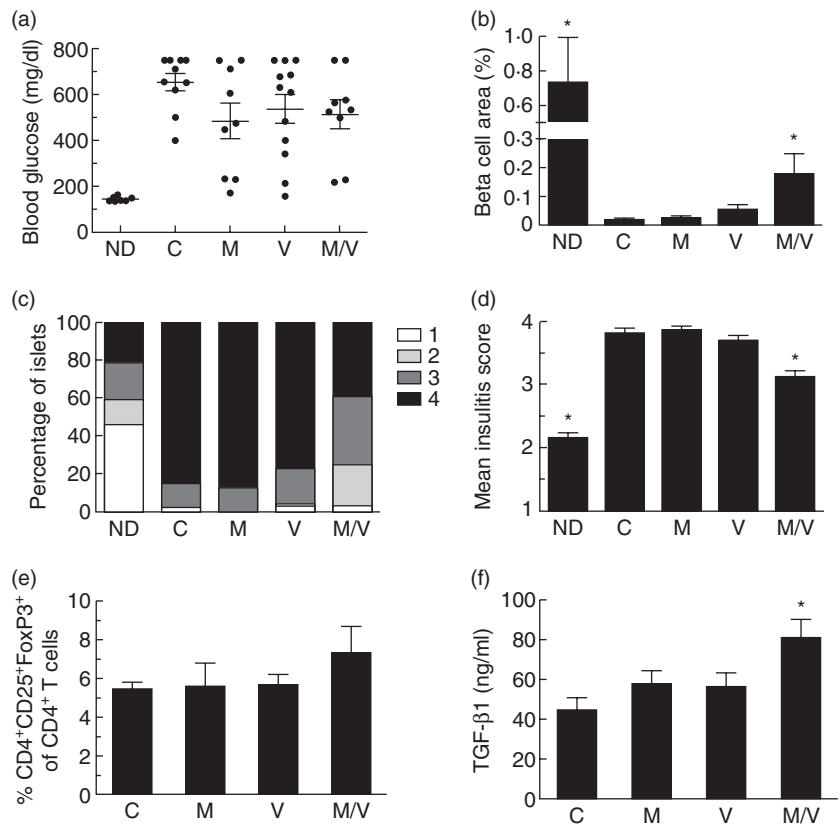 (a)
Blood glucose (mg/dl)
800
600
400
200
0
ND C M V M/V
(b)
Beta cell area (%)
1·0
0·8
0·6
0·3
0·2
0·1
0
* *
ND C M V M/V
(c)
Percentage of islets
100
80
60
40
20
0
ND C M V M/V
1
2
3
4
(d)
Mean insulitis score
4
3
2
1
* *
ND C M V M/V
(e)
% CD4⁺CD25⁺FoxP3⁺
of CD4⁺ T cells
10
8
6
4
2
0
C M V M/V
(f)
TGF-β1 (ng/ml)
100
80
60
40
20
0
*
C M V M/V